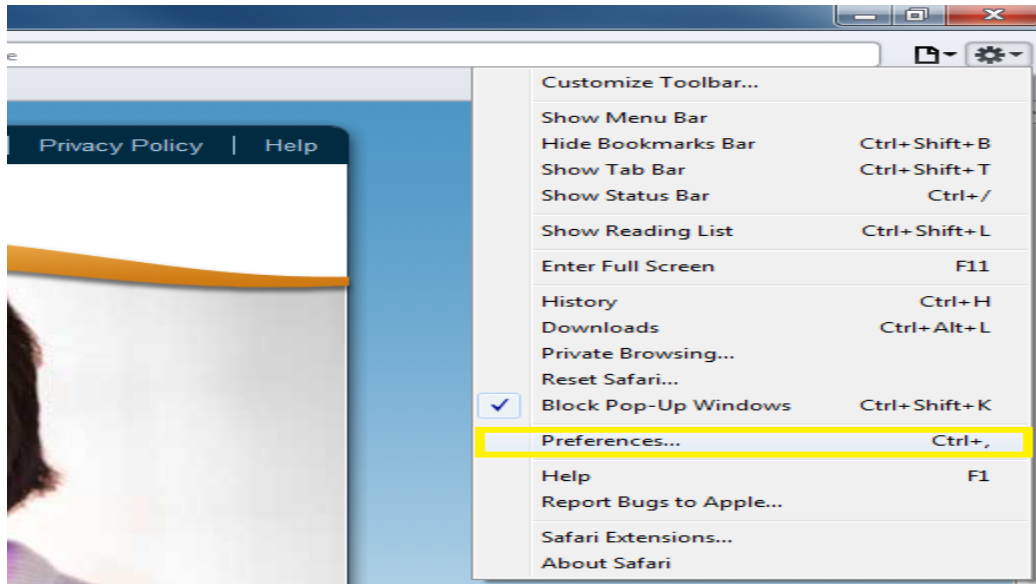 e
| Privacy Policy | Help
Customize Toolbar...
Show Menu Bar
Hide Bookmarks Bar Ctrl+Shift+B
Show Tab Bar Ctrl+Shift+T
Show Status Bar Ctrl+/
Show Reading List Ctrl+Shift+L
Enter Full Screen F11
History Ctrl+H
Downloads Ctrl+Alt+L
Private Browsing...
Reset Safari...
Block Pop-Up Windows Ctrl+Shift+K
Preferences... Ctrl+,
Help F1
Report Bugs to Apple...
Safari Extensions...
About Safari